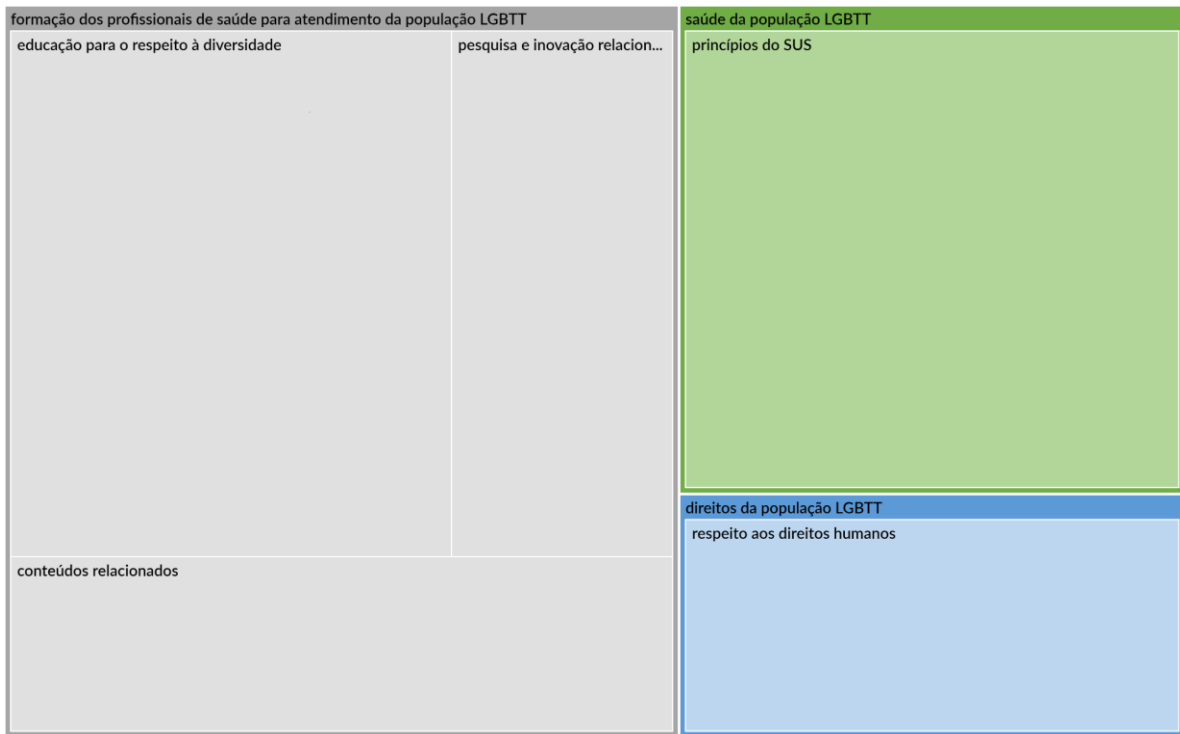 formação dos profissionais de saúde para atendimento da população LGBTT
educação para o respeito à diversidade
pesquisa e inovação relacion...
conteúdos relacionados
saúde da população LGBTT
princípios do SUS
direitos da população LGBTT
respeito aos direitos humanos